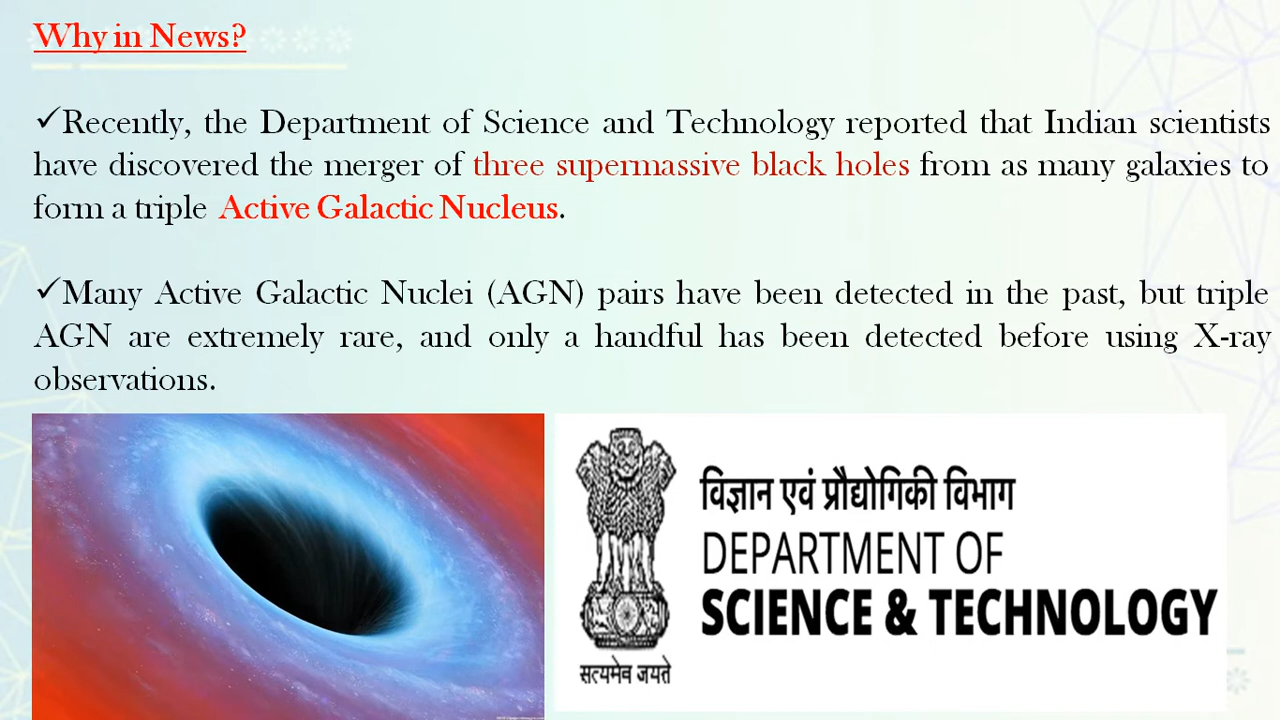 Why in News?
✓Recently, the Department of Science and Technology reported that Indian scientists
have discovered the merger of three supermassive black holes from as many galaxies to
form a triple Active Galactic Nucleus.
✓Many Active Galactic Nuclei (AGN) pairs have been detected in the past, but triple
AGN are extremely rare, and only a handful has been detected before using X-ray
observations.
विज्ञान एवं प्रौद्योगिकी विभाग
DEPARTMENT OF
SCIENCE & TECHNOLOGY
सत्यमेव जयते